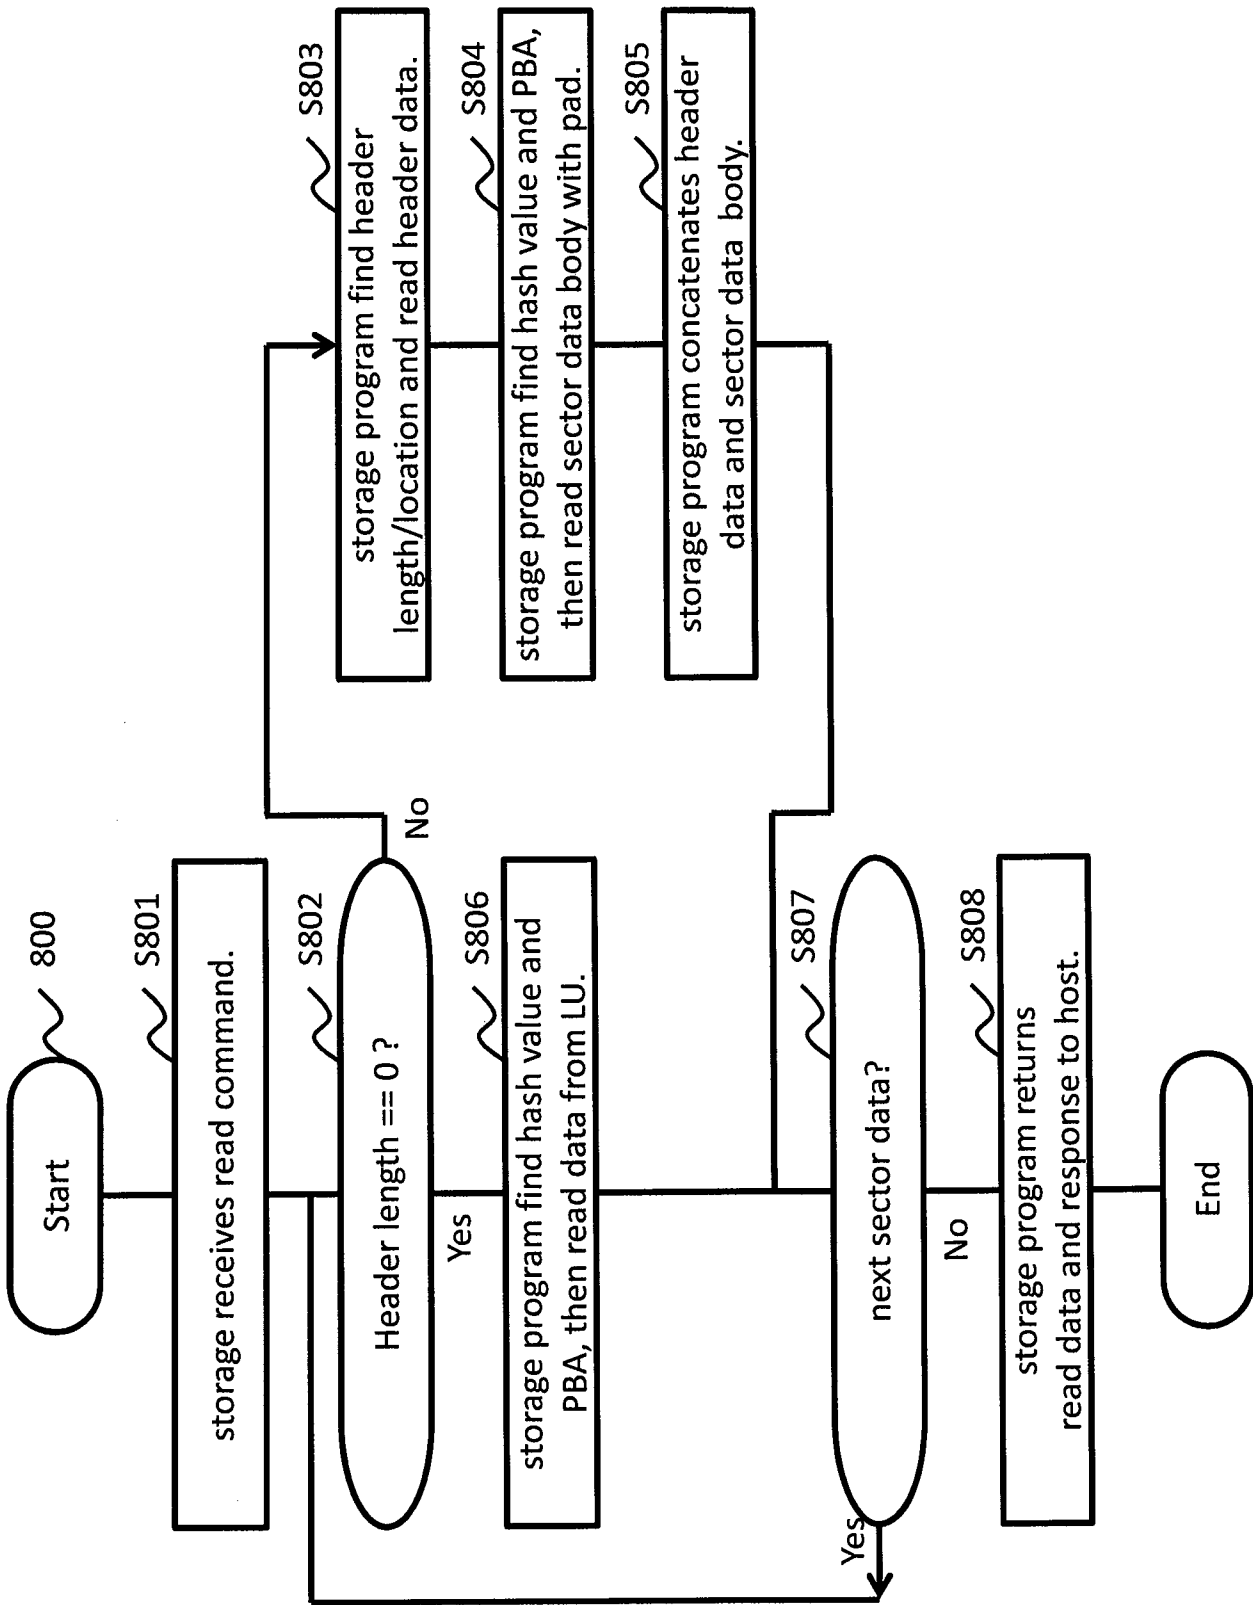 Start
800
S801
storage receives read command.
S802
Header length == 0 ?
No
Yes
S803
storage program find header
length/location and read header data.
S804
storage program find hash value and PBA,
then read sector data body with pad.
S805
storage program concatenates header
data and sector data body.
S806
storage program find hash value and
PBA, then read data from LU.
S807
next sector data?
Yes
No
S808
storage program returns
read data and response to host.
End